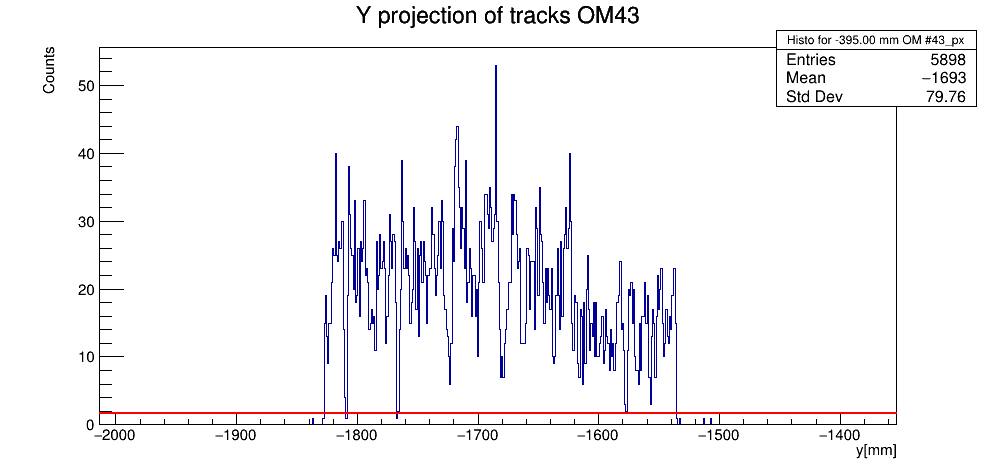 Y projection of tracks OM43
Histo for -395.00 mm OM #43_px
Entries 5898
Mean −1693
Std Dev 79.76
Counts
50
40
30
20
10
0
−2000 −1900 −1800 −1700 −1600 −1500 −1400
y[mm]